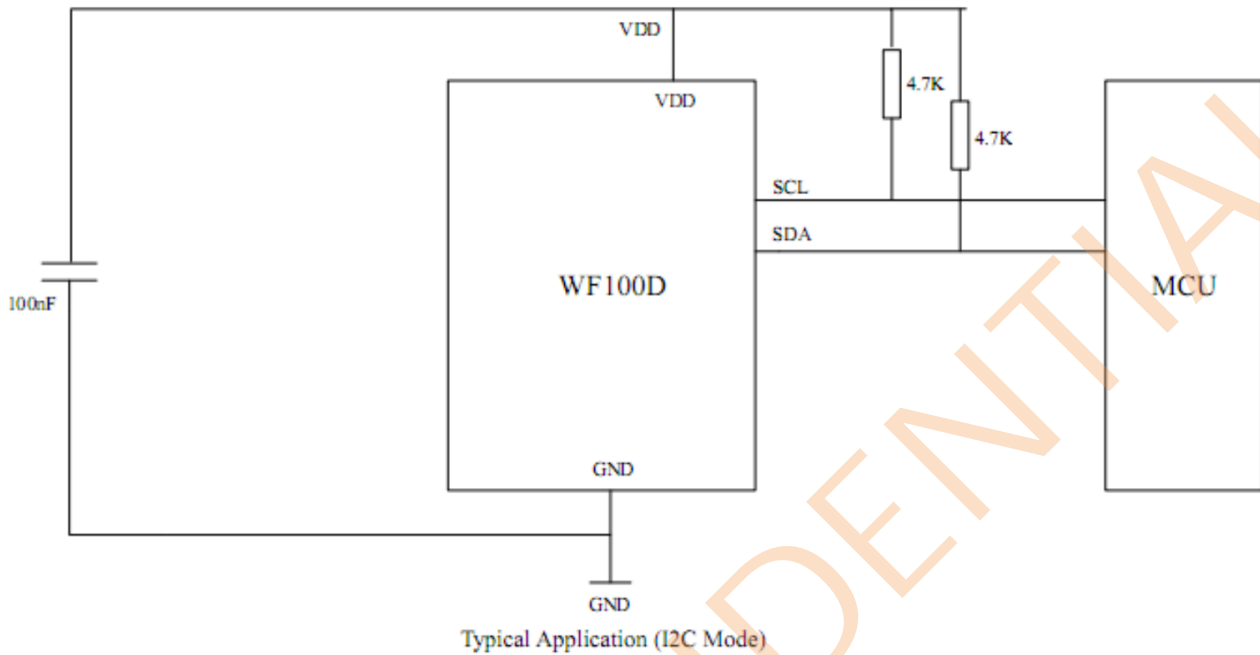 VDD
VDD
4.7K
4.7K
SCL
SDA
WF100D
MCU
100nF
GND
GND
Typical Application (I2C Mode)
DENTIAL